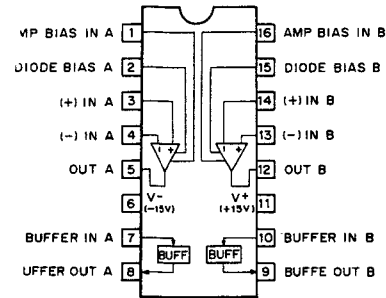 MP BIAS IN A 1 16 AMP BIAS IN B
DIODE BIAS A 2 15 DIODE BIAS B
(+) IN A 3 14 (+) IN B
(-) IN A 4 13 (-) IN B
- + + -
OUT A 5 12 OUT B
V- V+
6 (-15V) (+15V) 11
BUFFER IN A 7 10 BUFFER IN B
BUFF BUFF
UFFER OUT A 8 9 BUFFE OUT B